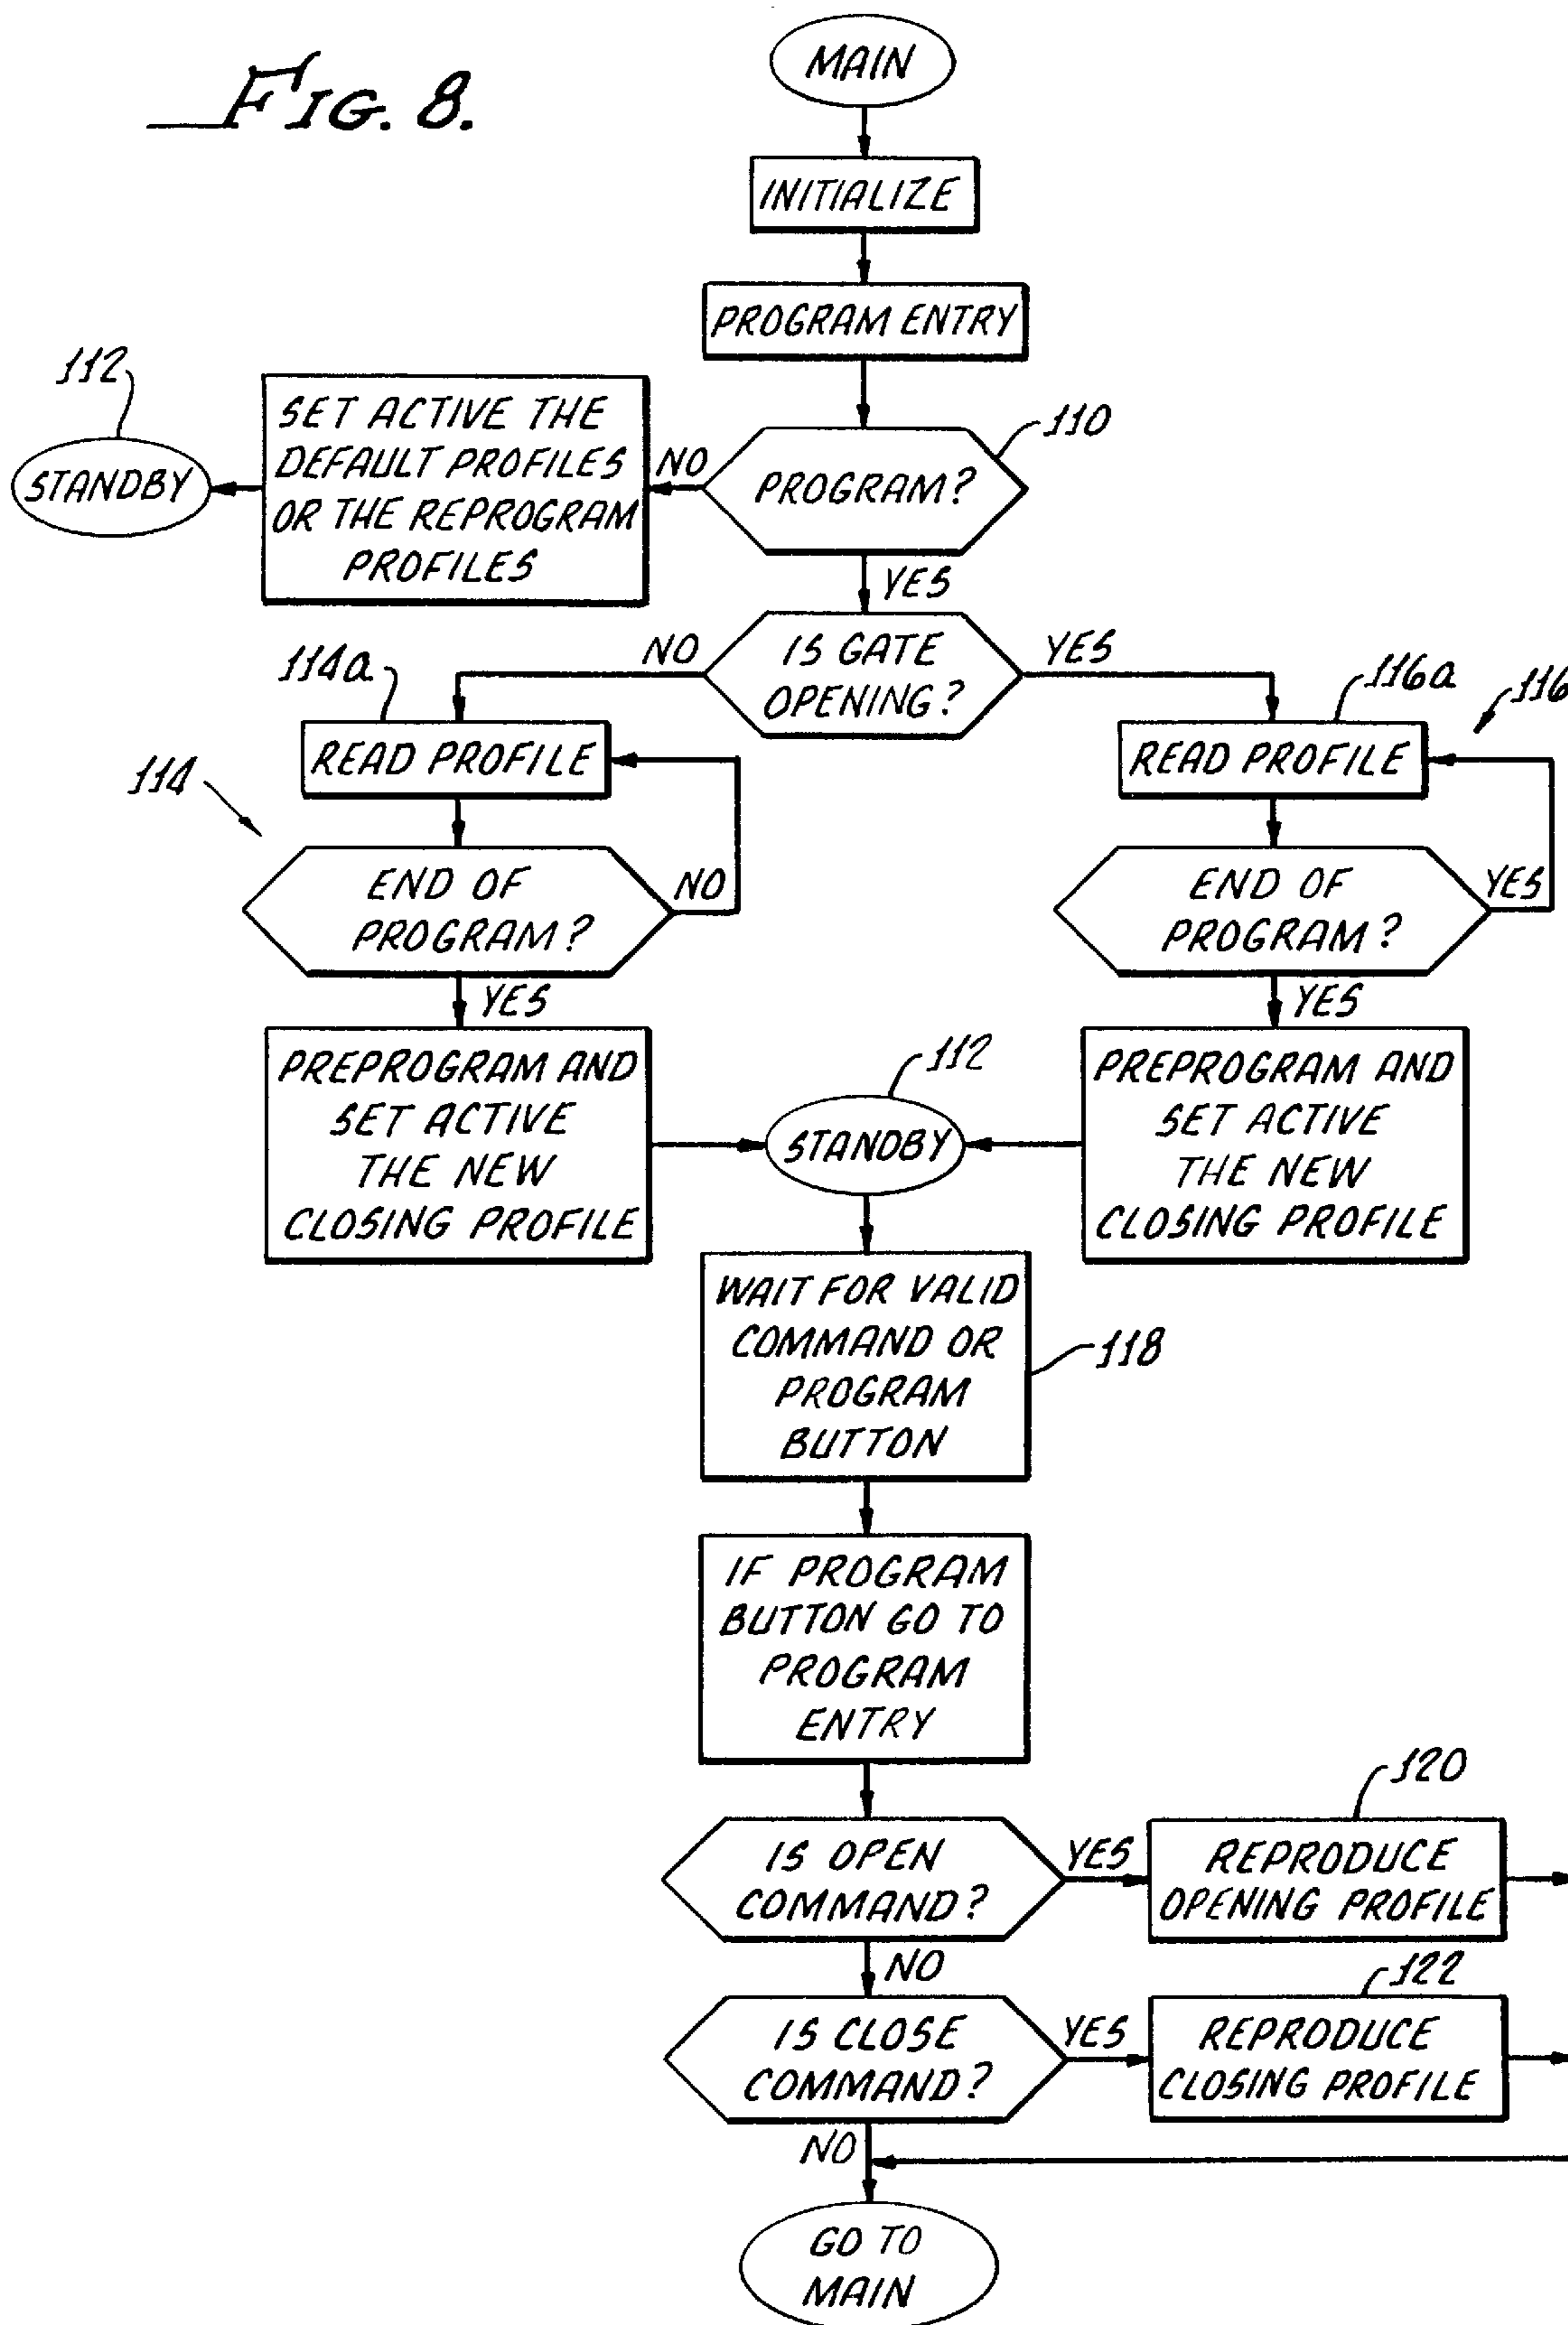 FIG. 8.
MAIN
INITIALIZE
PROGRAM ENTRY
112
SET ACTIVE THE
DEFAULT PROFILES
OR THE REPROGRAM
PROFILES
STANDBY
NO
PROGRAM?
110
YES
IS GATE
OPENING?
NO
YES
114a
READ PROFILE
116a
116
READ PROFILE
114
END OF
PROGRAM?
NO
END OF
PROGRAM?
YES
YES
YES
PREPROGRAM AND
SET ACTIVE
THE NEW
CLOSING PROFILE
112
STANDBY
PREPROGRAM AND
SET ACTIVE
THE NEW
CLOSING PROFILE
WAIT FOR VALID
COMMAND OR
PROGRAM
BUTTON
118
IF PROGRAM
BUTTON GO TO
PROGRAM
ENTRY
IS OPEN
COMMAND?
YES
120
REPRODUCE
OPENING PROFILE
NO
IS CLOSE
COMMAND?
YES
122
REPRODUCE
CLOSING PROFILE
NO
GO TO
MAIN